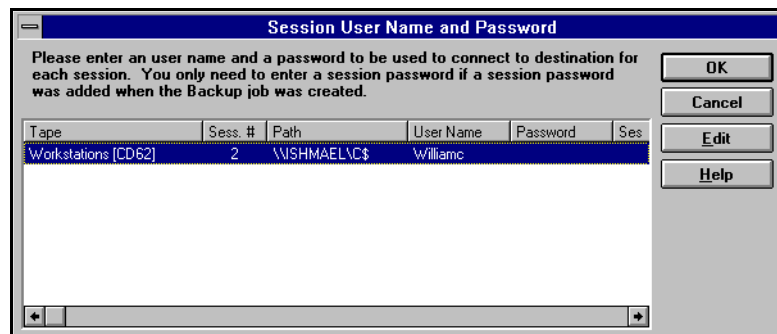 Session User Name and Password
Please enter an user name and a password to be used to connect to destination for
each session. You only need to enter a session password if a session password
was added when the Backup job was created.
OK
Cancel
Edit
Help
Tape Sess. # Path User Name Password Ses
Workstations [CD62] 2 \\ISHMAEL\C$ Williamc